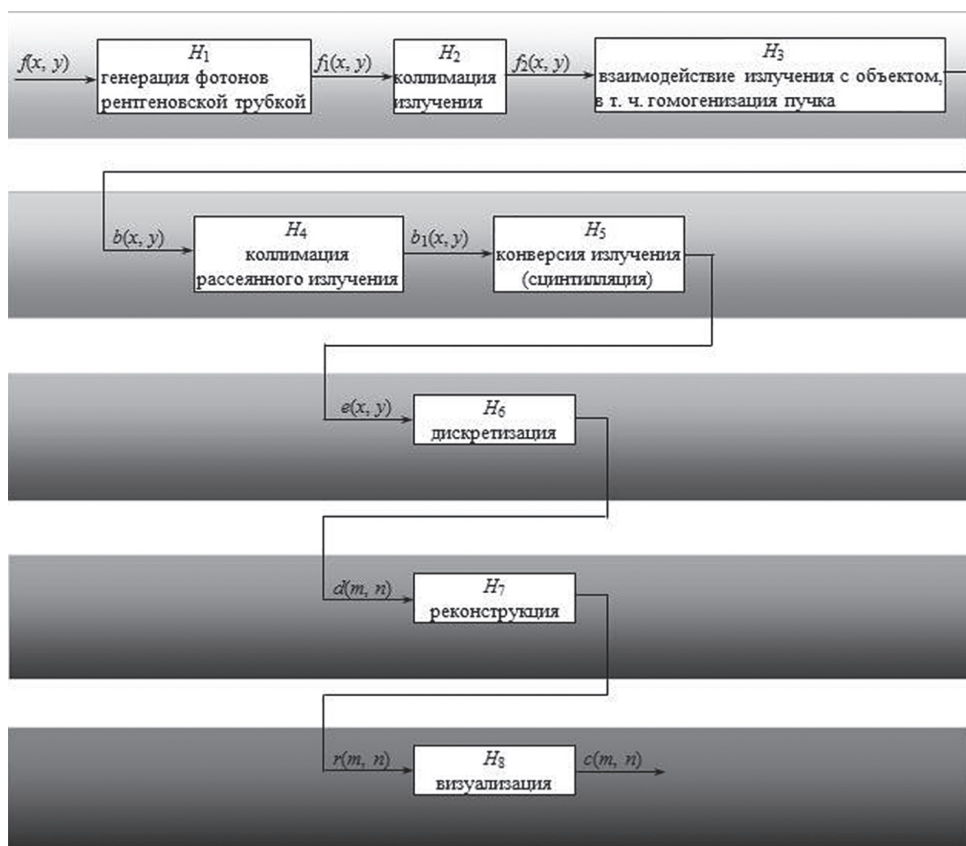 f(x, y)
H₁
генерация фотонов
рентгеновской трубкой
f₁(x, y)
H₂
коллимация
излучения
f₂(x, y)
H₃
взаимодействие излучения с объектом,
в т. ч. гомогенизация пучка
b(x, y)
H₄
коллимация
рассеянного излучения
b₁(x, y)
H₅
конверсия излучения
(сцинтилляция)
e(x, y)
H₆
дискретизация
d(m, n)
H₇
реконструкция
r(m, n)
H₈
визуализация
c(m, n)